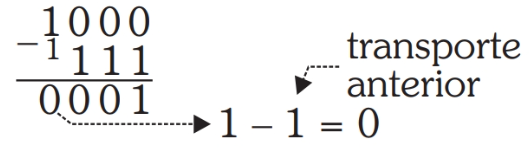 1000
– 1 111
0001
transporte
anterior
1 – 1 = 0